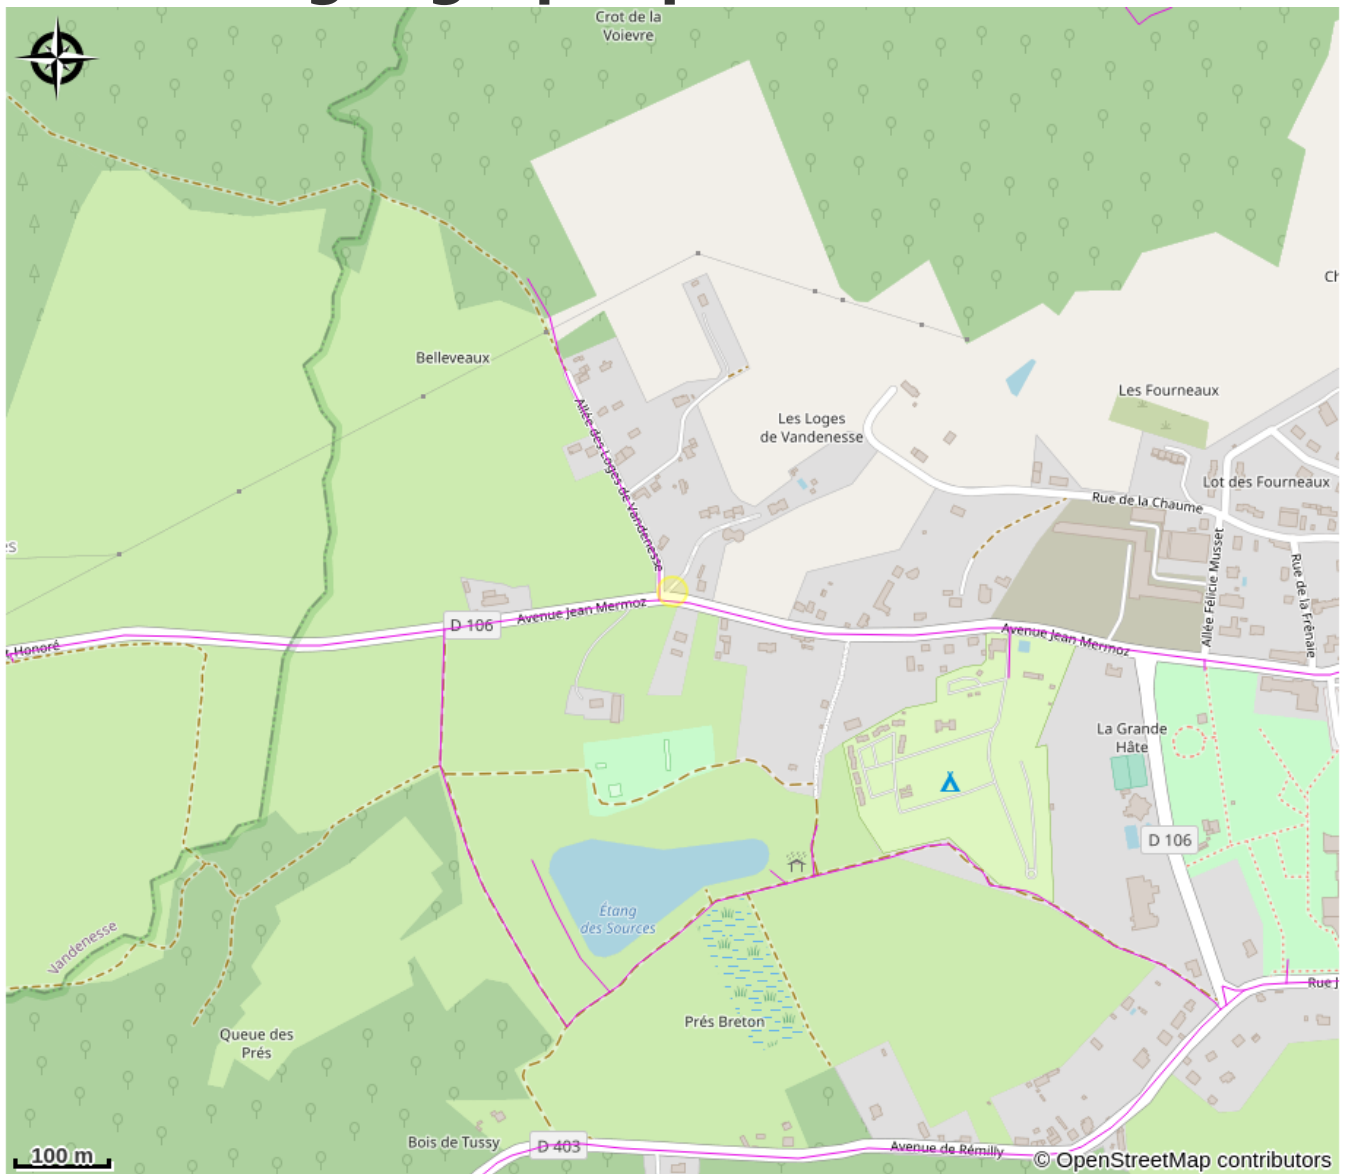 Crot de la
Voievre
Belleveaux
Les Fourneaux
Les Loges
de Vandenesse
Allée des Loges de Vandenesse
Lot des Fourneaux
Rue de la Chaume
Allée Félicie Musset
Rue de la Frênaie
D 106
Avenue Jean Mermoz
Avenue Jean Mermoz
t-Honoré
La Grande
Hâte
D 106
Étang
des Sources
Vandenesse
Prés Breton
Queue des
Prés
Rue J
Bois de Tussy
D 403
Avenue de Rémilly
100 m
© OpenStreetMap contributors